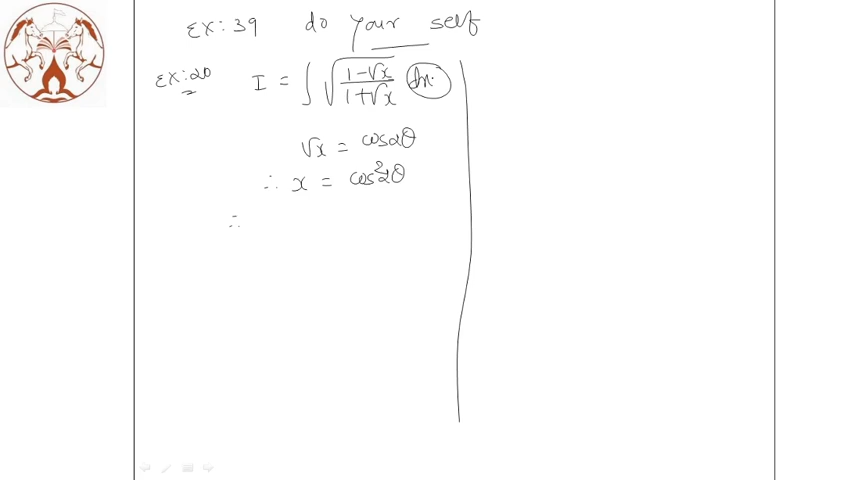 Ex: 39 do your self
Ex: 20 I = ∫ √((1-√x)/(1+√x)) dx.
√x = cos2θ
∴ x = cos²2θ
∴